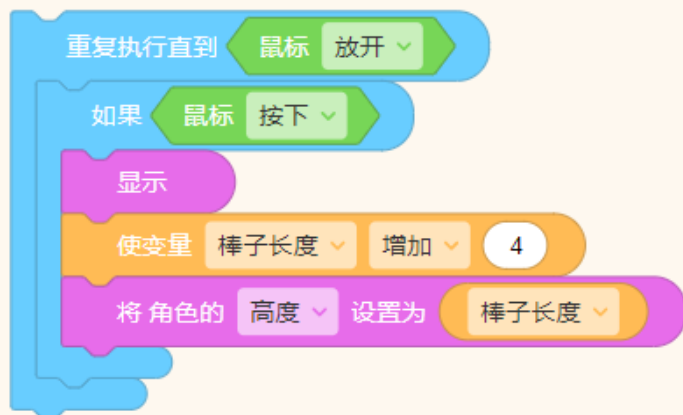 重复执行直到 鼠标 放开
如果 鼠标 按下
显示
使变量 棒子长度 增加 4
将 角色的 高度 设置为 棒子长度